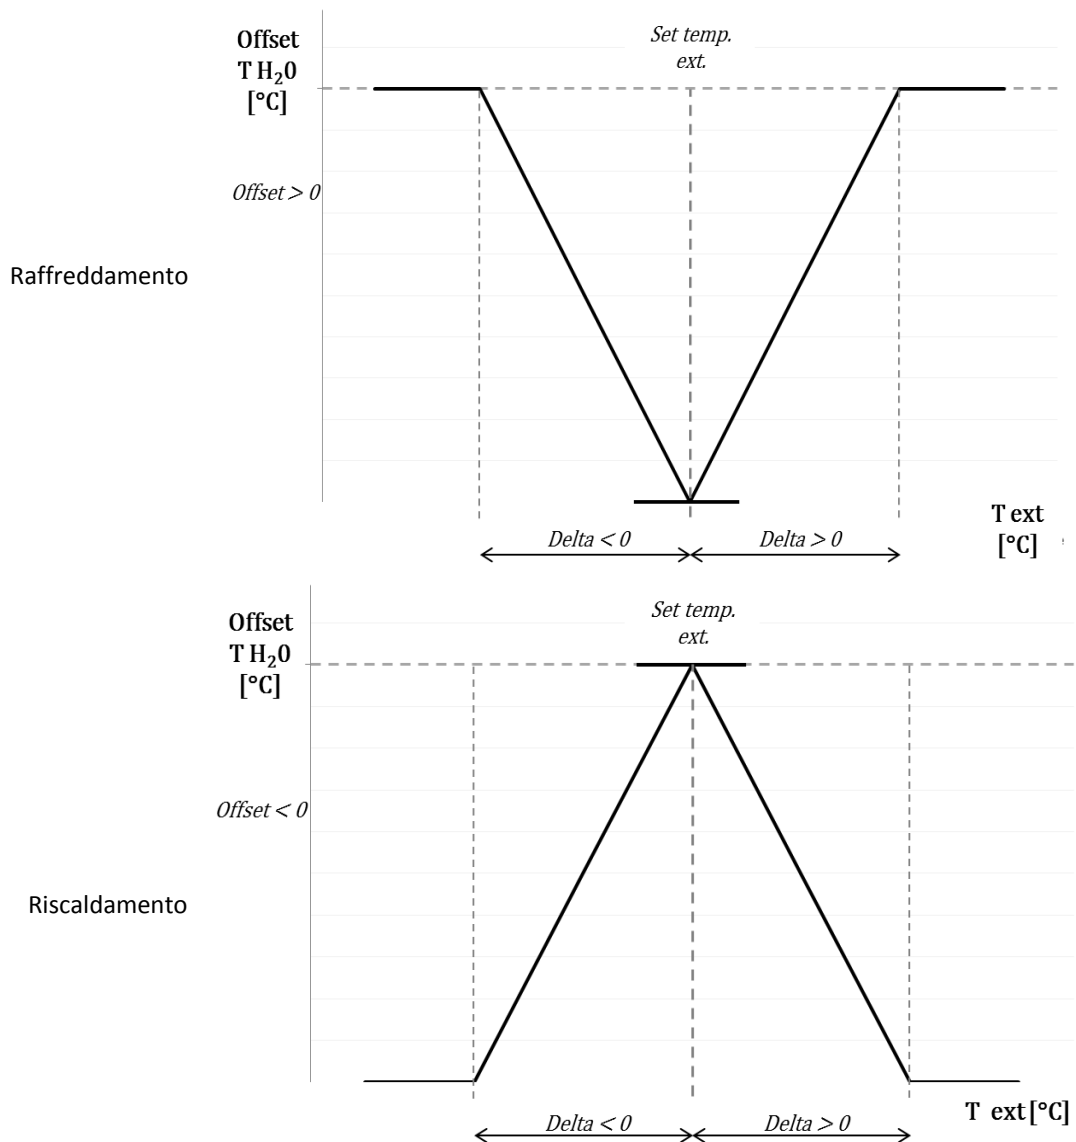 Offset
T H₂0
[°C]
Set temp.
ext.
Offset > 0
Raffreddamento
T ext
[°C]
Delta < 0
Delta > 0
Offset
T H₂0
[°C]
Set temp.
ext.
Offset < 0
Riscaldamento
T ext [°C]
Delta < 0
Delta > 0